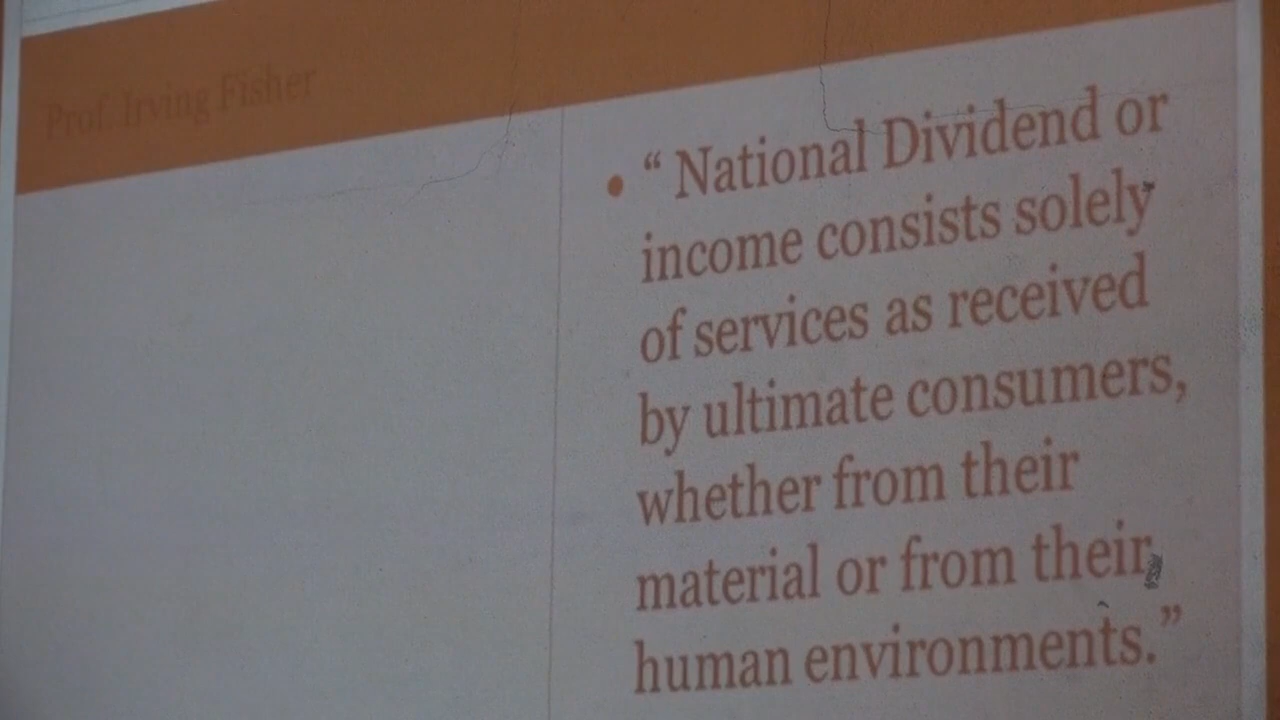 Prof. Irving Fisher
• “ National Dividend or
income consists solely
of services as received
by ultimate consumers,
whether from their
material or from their
human environments.”